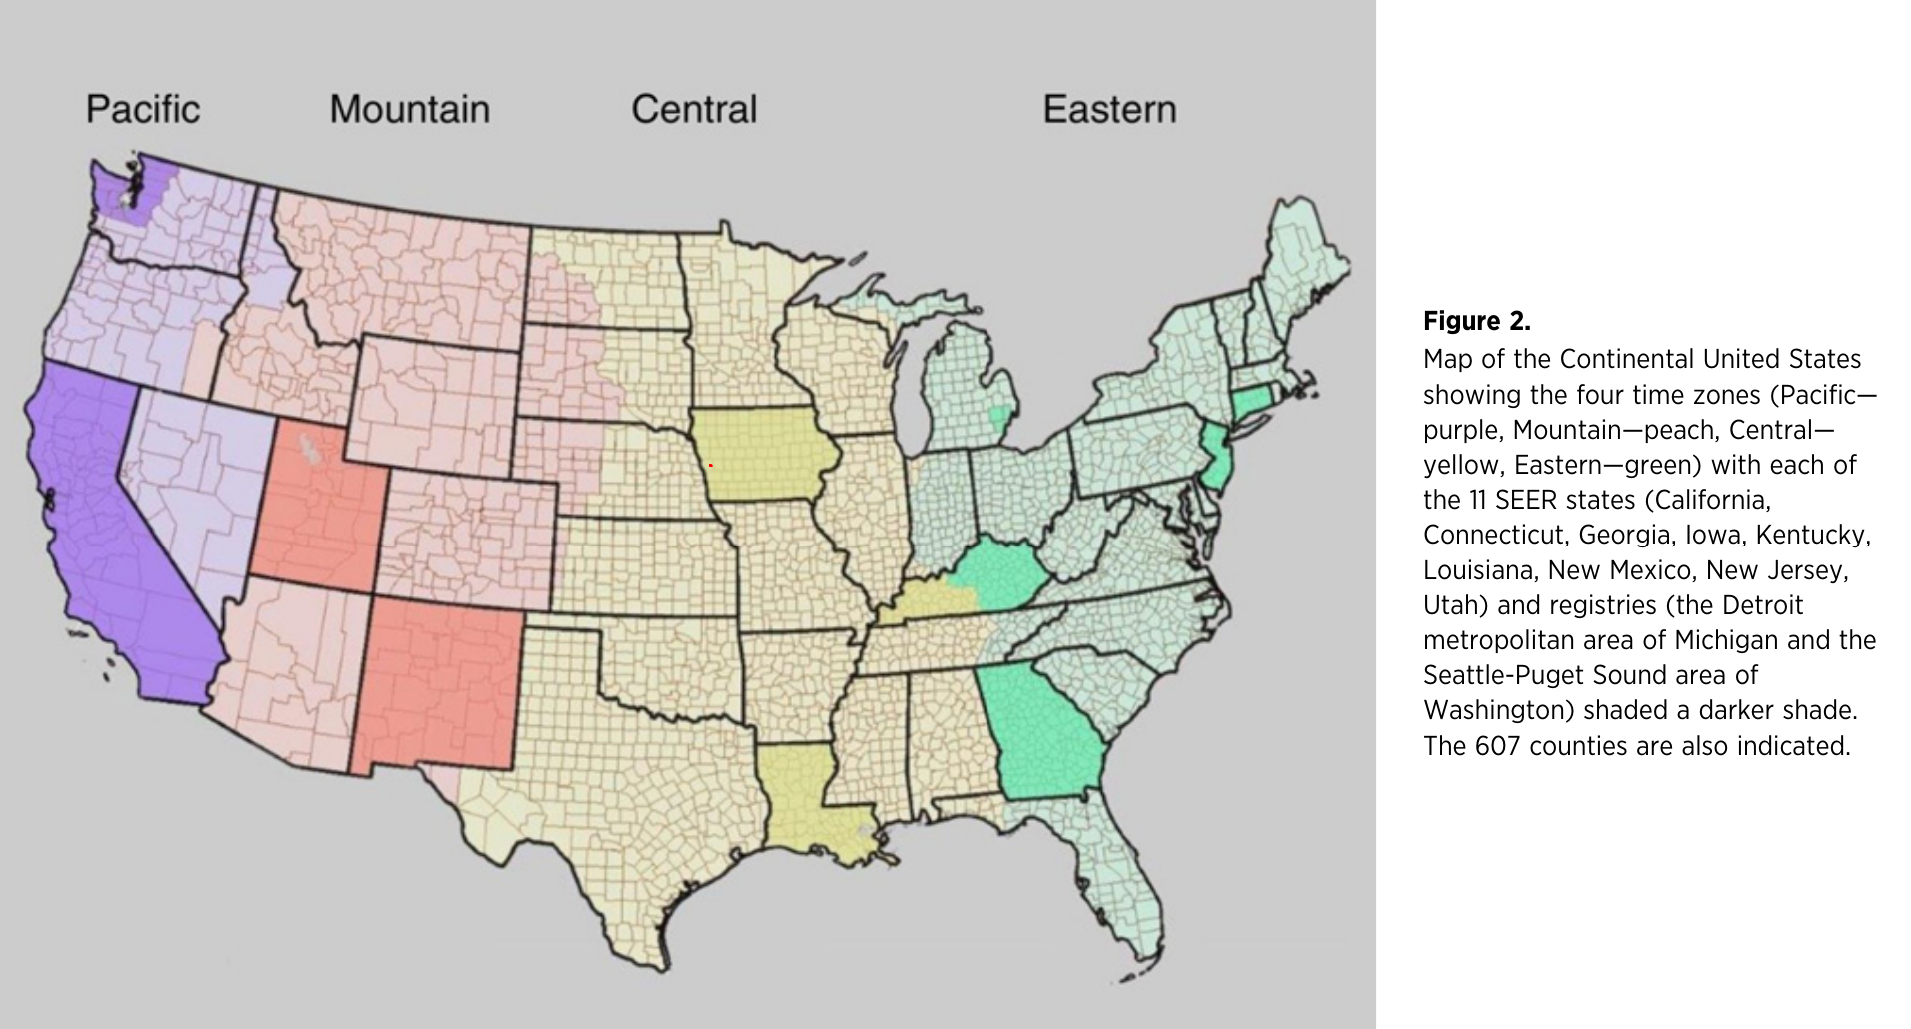 Pacific Mountain Central Eastern
Figure 2.
Map of the Continental United States
showing the four time zones (Pacific—
purple, Mountain—peach, Central—
yellow, Eastern—green) with each of
the 11 SEER states (California,
Connecticut, Georgia, Iowa, Kentucky,
Louisiana, New Mexico, New Jersey,
Utah) and registries (the Detroit
metropolitan area of Michigan and the
Seattle-Puget Sound area of
Washington) shaded a darker shade.
The 607 counties are also indicated.